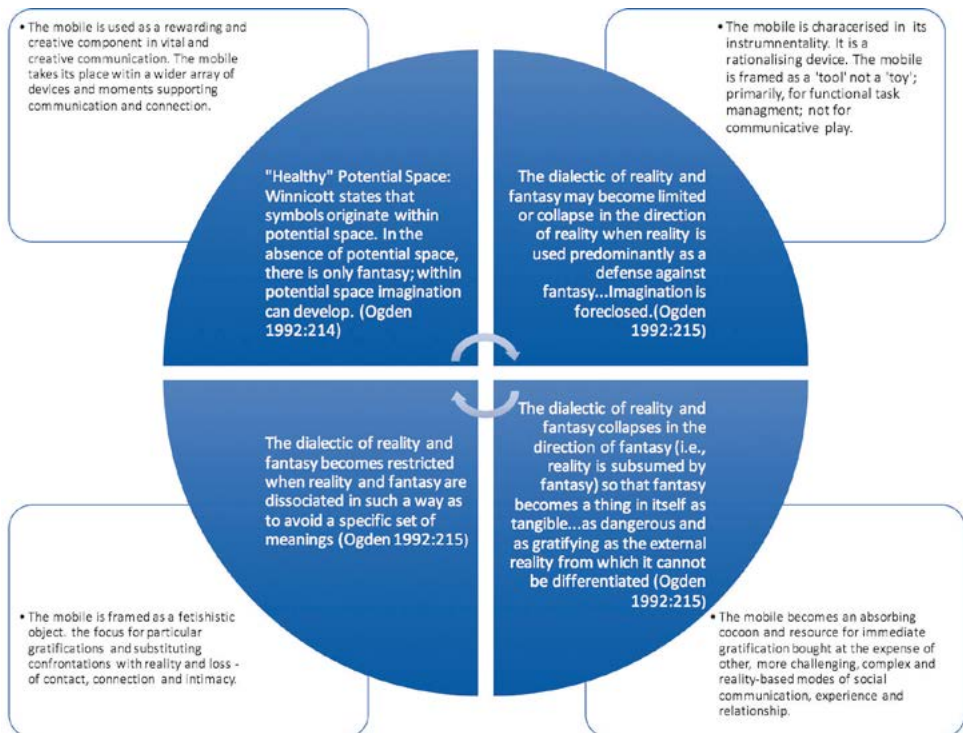 • The mobile is used as a rewarding and
creative component in vital and
creative communication. The mobile
takes its place witin a wider array of
devices and moments supporting
communication and connection.
• The mobile is characerised in its
instrumnentality. It is a
rationalising device. The mobile
is framed as a 'tool' not a 'toy';
primarily, for functional task
managment; not for
communicative play.
"Healthy" Potential Space:
Winnicott states that
symbols originate within
potential space. In the
absence of potential space,
there is only fantasy; within
potential space imagination
can develop. (Ogden
1992:214)
The dialectic of reality and
fantasy may become limited
or collapse in the direction
of reality when reality is
used predominantly as a
defense against
fantasy...Imagination is
foreclosed.(Ogden
1992:215)
The dialectic of reality and
fantasy becomes restricted
when reality and fantasy are
dissociated in such a way as
to avoid a specific set of
meanings (Ogden 1992:215)
The dialectic of reality and
fantasy collapses in the
direction of fantasy (i.e.,
reality is subsumed by
fantasy) so that fantasy
becomes a thing in itself as
tangible...as dangerous and
as gratifying as the external
reality from which it cannot
be differentiated (Ogden
1992:215)
• The mobile is framed as a fetishistic
object. the focus for particular
gratifications and substituting
confrontations with reality and loss -
of contact, connection and intimacy.
• The mobile becomes an absorbing
cocoon and resource for immediate
gratification bought at the expense of
other, more challenging, complex and
reality-based modes of social
communication, experience and
relationship.